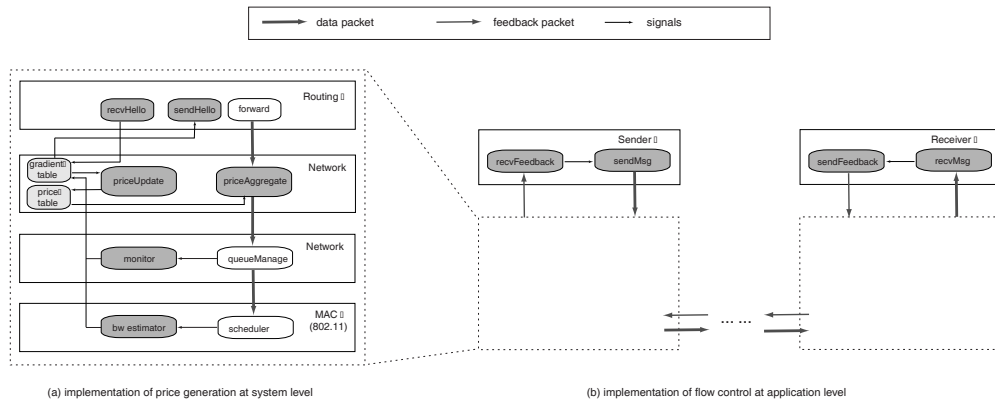 data packet feedback packet signals
Routing
recvHello sendHello forward
gradient
table
Network
priceUpdate priceAggregate
price
table
Network
monitor queueManage
MAC
(802.11)
bw estimator scheduler
(a) implementation of price generation at system level
Sender
recvFeedback sendMsg
Receiver
sendFeedback recvMsg
... ...
(b) implementation of flow control at application level